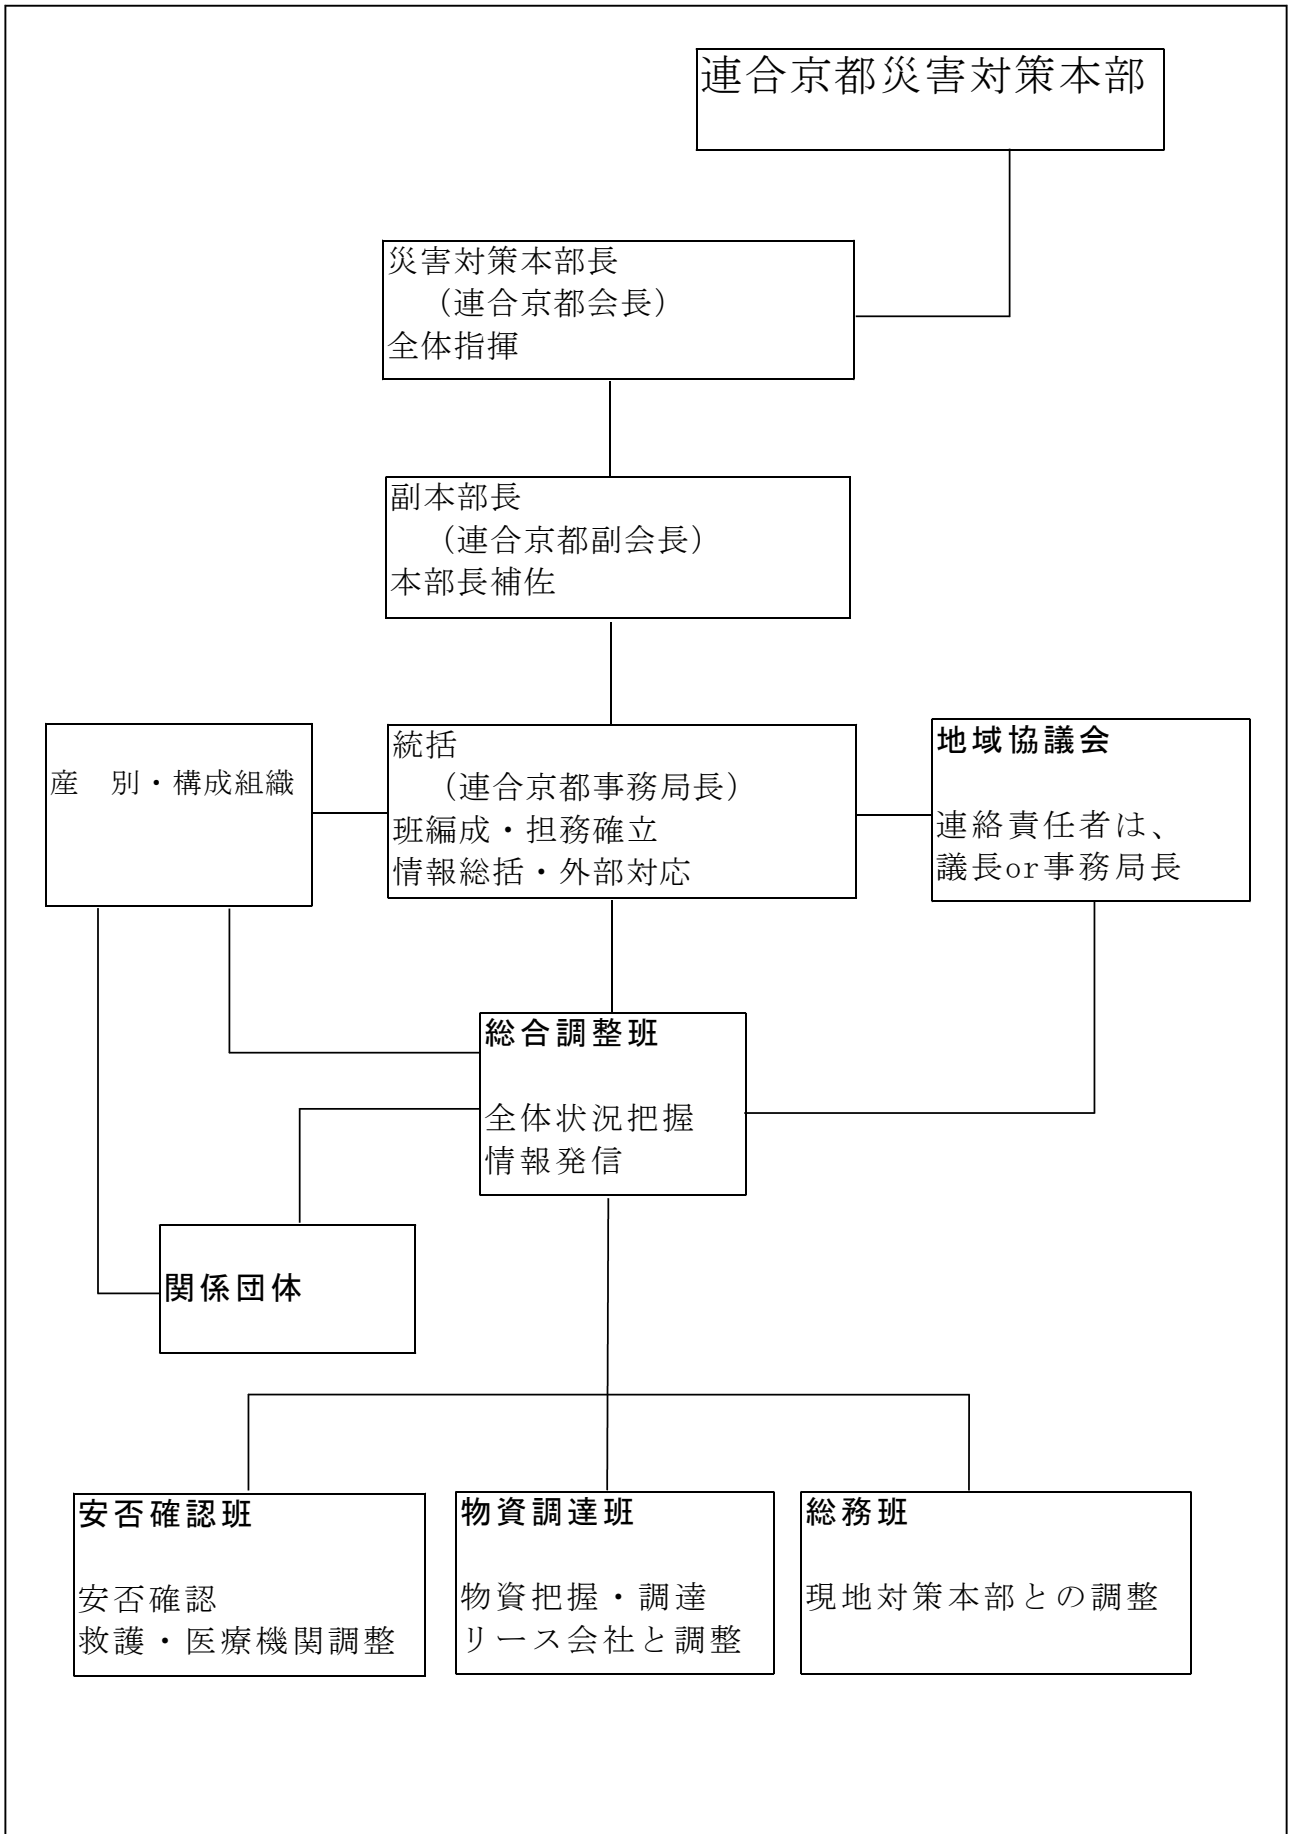 連合京都災害対策本部
災害対策本部長
（連合京都会長）
全体指揮
副本部長
（連合京都副会長）
本部長補佐
産　別・構成組織
統括
（連合京都事務局長）
班編成・担務確立
情報総括・外部対応
地域協議会
連絡責任者は、
議長or事務局長
総合調整班
全体状況把握
情報発信
関係団体
安否確認班
安否確認
救護・医療機関調整
物資調達班
物資把握・調達
リース会社と調整
総務班
現地対策本部との調整